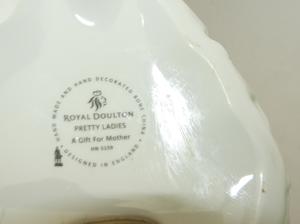 HAND MADE AND HAND DECORATED BONE CHINA
ROYAL DOULTON
PRETTY LADIES
A Gift For Mother
• DESIGNED IN ENGLAND •